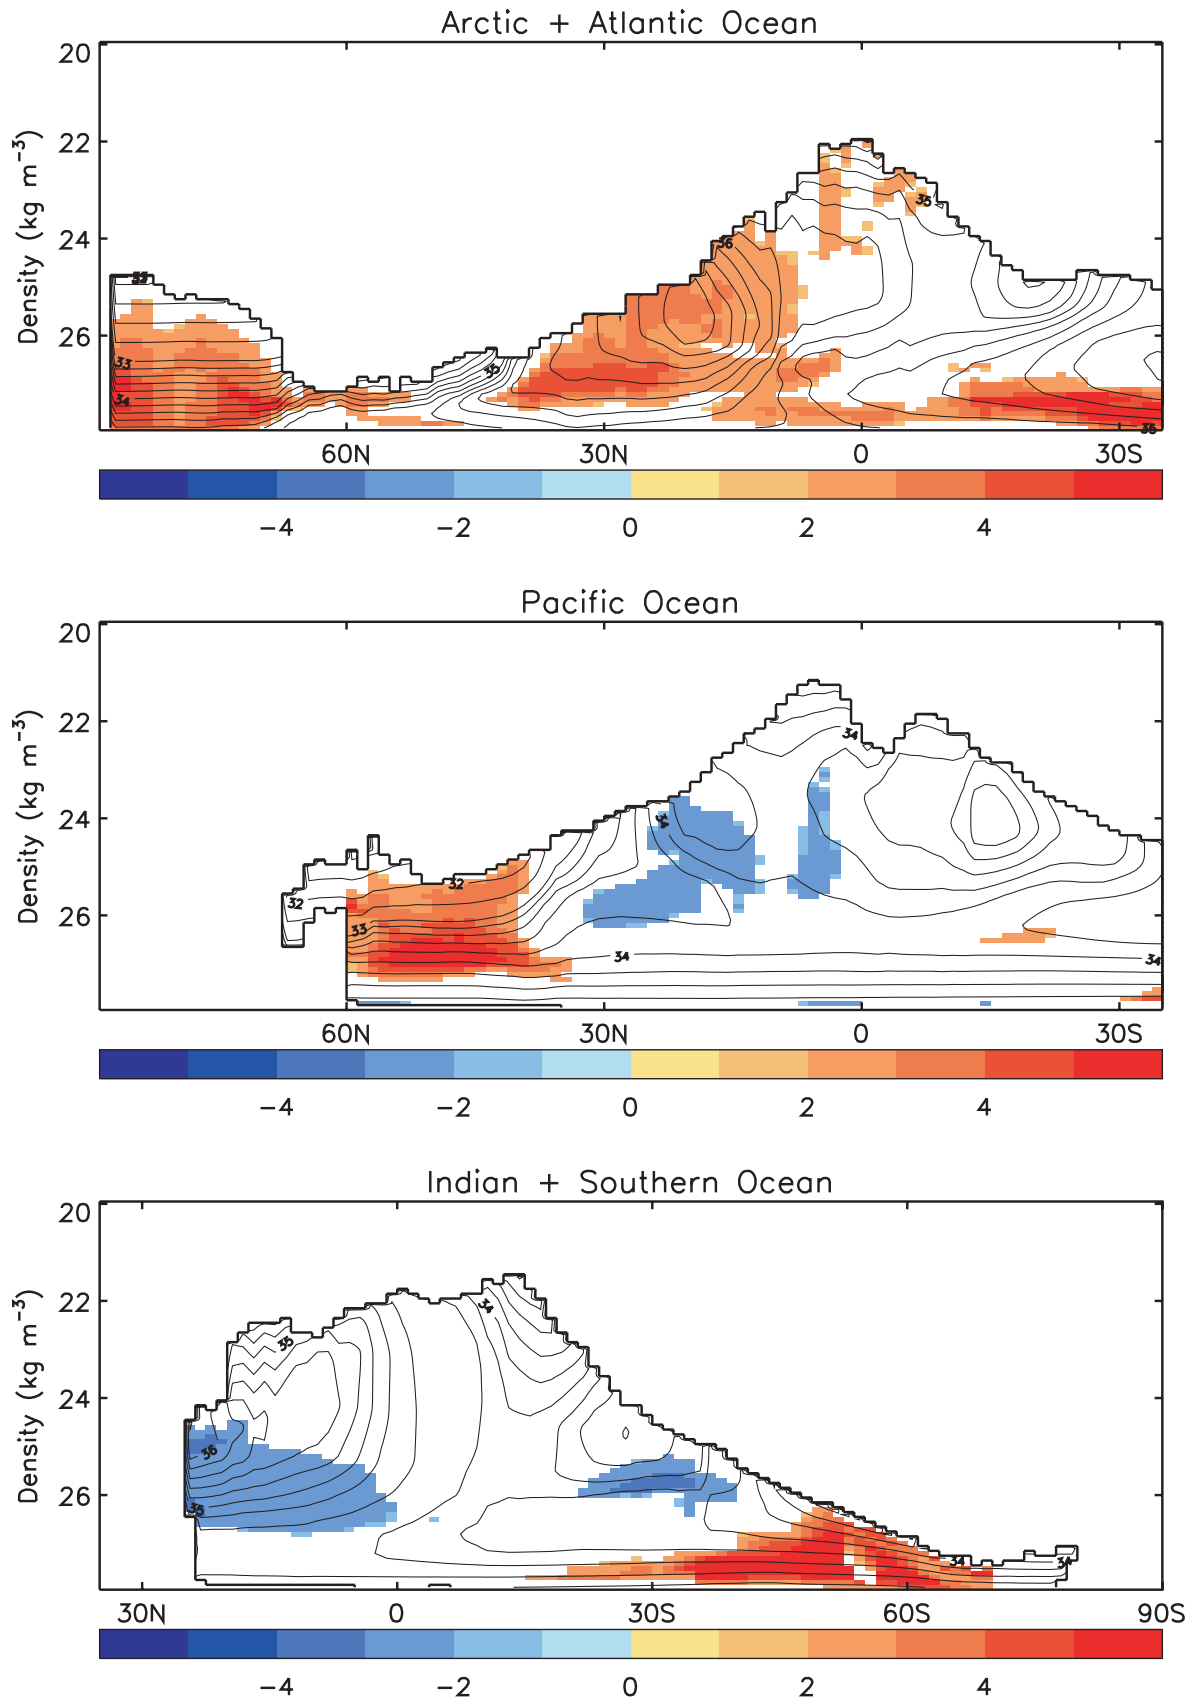 Arctic + Atlantic Ocean
20
22
24
26
Density (kg m⁻³)
33
33
34
35
36
35
35
60N 30N 0 30S
−4 −2 0 2 4
Pacific Ocean
20
22
24
26
Density (kg m⁻³)
34
34
32
32
33
34
34
60N 30N 0 30S
−4 −2 0 2 4
Indian + Southern Ocean
20
22
24
26
Density (kg m⁻³)
34
35
36
35
34
34
30N 0 30S 60S 90S
−4 −2 0 2 4